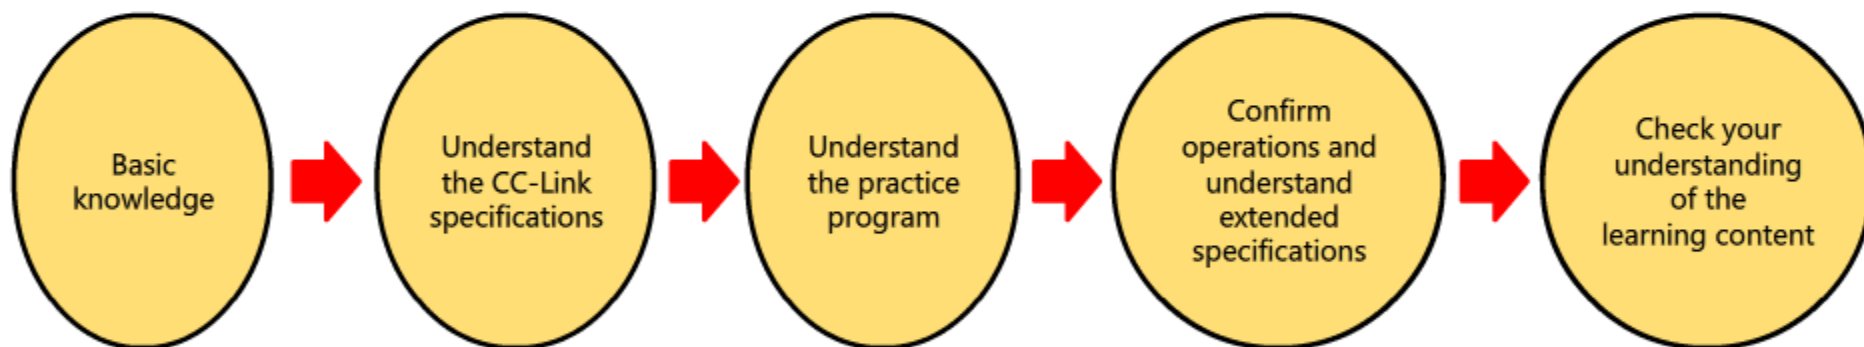 Basic
knowledge
Understand
the CC-Link
specifications
Understand
the practice
program
Confirm
operations and
understand
extended
specifications
Check your
understanding
of the
learning content